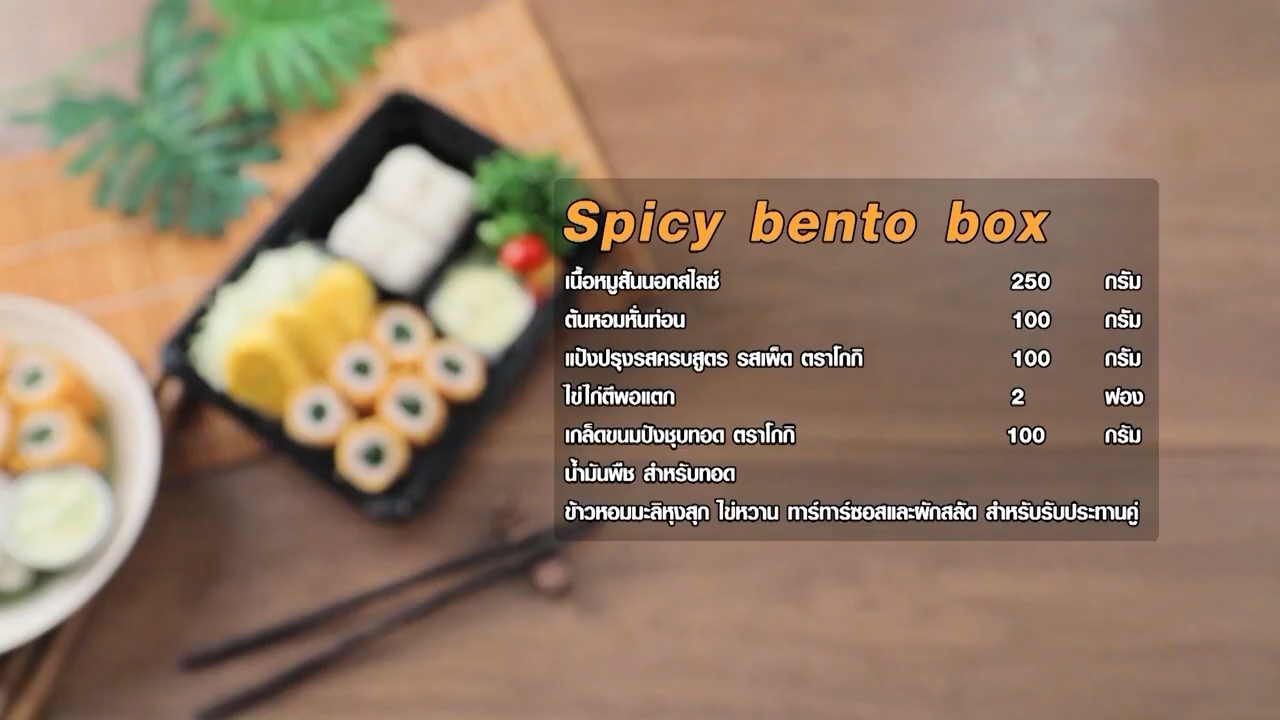 Spicy bento box
เนื้อหมูสันนอกสไลซ์ 250 กรัม
ต้นหอมหั่นท่อน 100 กรัม
แป้งปรุงรสครบสูตร รสเผ็ด ตราโกกิ 100 กรัม
ไข่ไก่ตีพอแตก 2 ฟอง
เกล็ดขนมปังชุบทอด ตราโกกิ 100 กรัม
น้ำมันพืช สำหรับทอด
ข้าวหอมมะลิหุงสุก ไข่หวาน ทาร์ทาร์ซอสและผักสลัด สำหรับรับประทานคู่